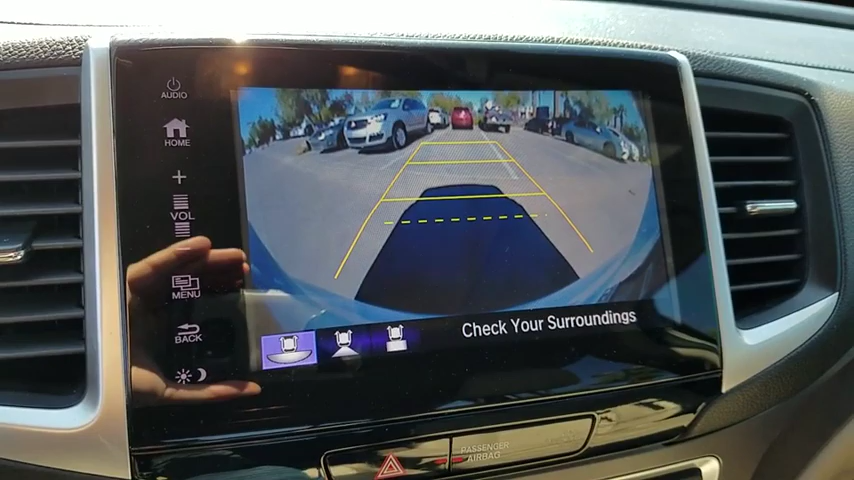 AUDIO
HOME
+
VOL
MENU
BACK
Check Your Surroundings
PASSENGER
AIRBAG